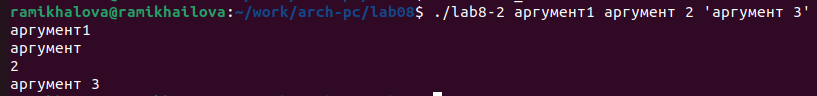 ramikhalova@ramikhailova:~/work/arch-pc/lab08$ ./lab8-2 аргумент1 аргумент 2 'аргумент 3'
аргумент1
аргумент
2
аргумент 3